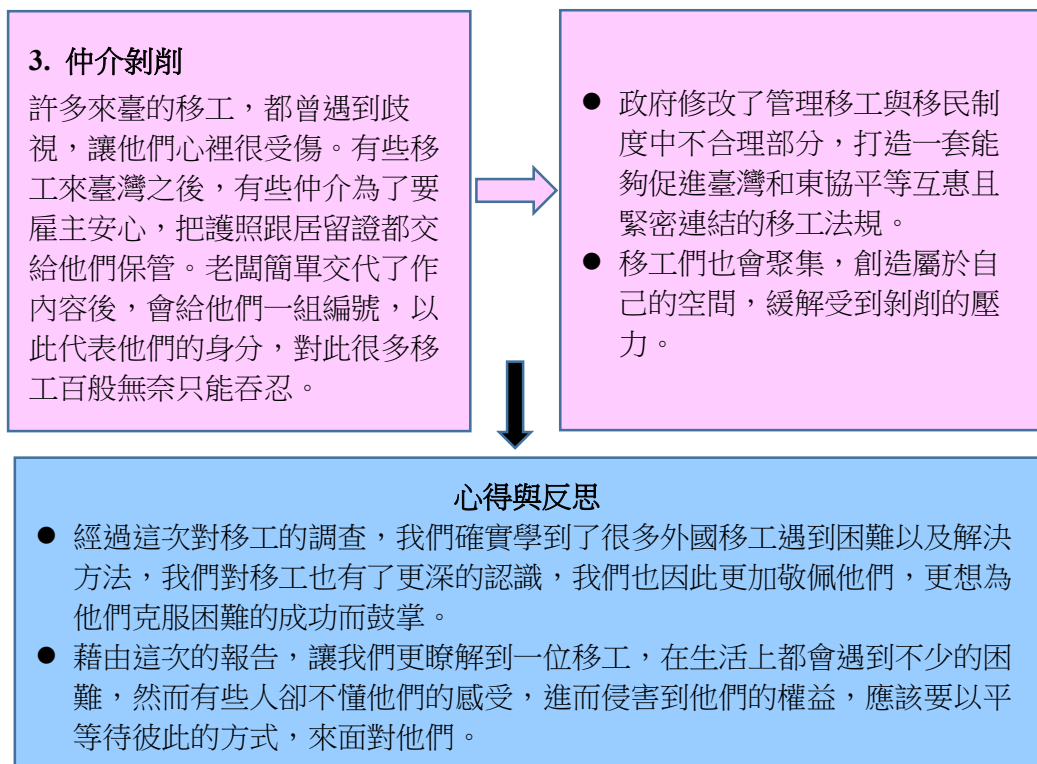 3. 仲介剝削
許多來臺的移工，都曾遇到歧
視，讓他們心裡很受傷。有些移
工來臺灣之後，有些仲介為了要
雇主安心，把護照跟居留證都交
給他們保管。老闆簡單交代了作
內容後，會給他們一組編號，以
此代表他們的身分，對此很多移
工百般無奈只能吞忍。
● 政府修改了管理移工與移民制
度中不合理部分，打造一套能
夠促進臺灣和東協平等互惠且
緊密連結的移工法規。
● 移工們也會聚集，創造屬於自
己的空間，緩解受到剝削的壓
力。
心得與反思
● 經過這次對移工的調查，我們確實學到了很多外國移工遇到困難以及解決
方法，我們對移工也有了更深的認識，我們也因此更加敬佩他們，更想為
他們克服困難的成功而鼓掌。
● 藉由這次的報告，讓我們更瞭解到一位移工，在生活上都會遇到不少的困
難，然而有些人卻不懂他們的感受，進而侵害到他們的權益，應該要以平
等待彼此的方式，來面對他們。